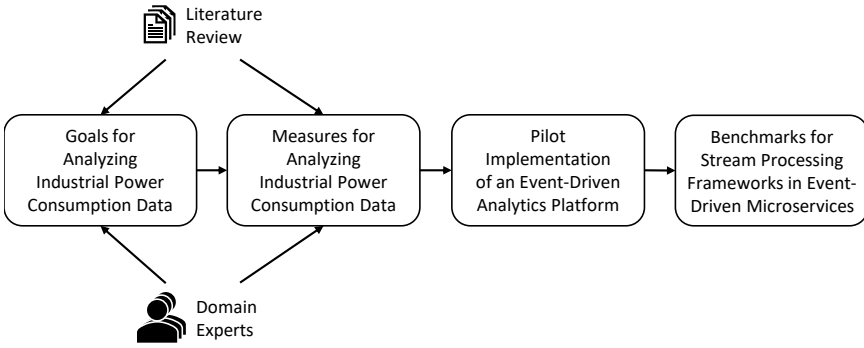 Literature
Review
Goals for
Analyzing
Industrial Power
Consumption Data
Measures for
Analyzing
Industrial Power
Consumption Data
Pilot
Implementation
of an Event-Driven
Analytics Platform
Benchmarks for
Stream Processing
Frameworks in Event-
Driven Microservices
Domain
Experts